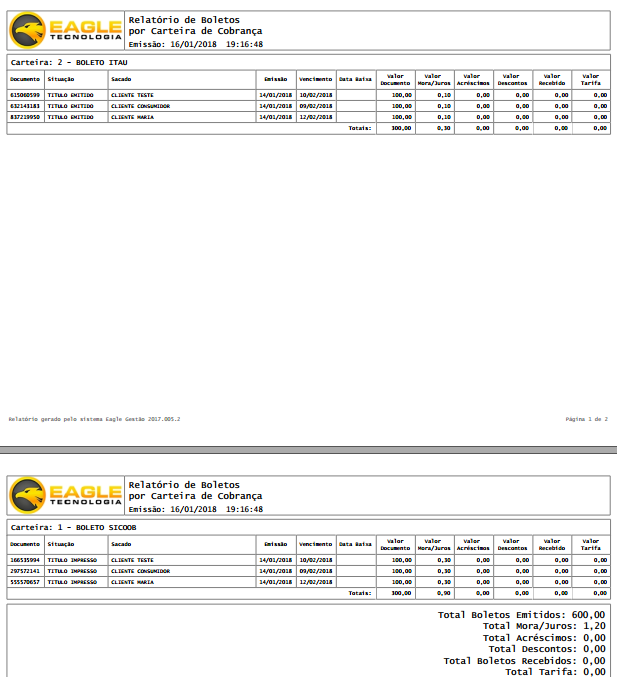 EAGLE
TECNOLOGIA
Relatório de Boletos
por Carteira de Cobrança
Emissão: 16/01/2018 19:16:48
Carteira: 2 - BOLETO ITAU
Documento Situação Sacado Emissão Vencimento Data Baixa Valor Documento Valor Mora/Juros Valor Acréscimos Valor Descontos Valor Recebido Valor Tarifa
615060599 TITULO EMITIDO CLIENTE TESTE 14/01/2018 10/02/2018 100,00 0,10 0,00 0,00 0,00 0,00
632143183 TITULO EMITIDO CLIENTE CONSUMIDOR 14/01/2018 09/02/2018 100,00 0,10 0,00 0,00 0,00 0,00
837219950 TITULO EMITIDO CLIENTE MARIA 14/01/2018 12/02/2018 100,00 0,10 0,00 0,00 0,00 0,00
Totais: 300,00 0,30 0,00 0,00 0,00 0,00
Relatório gerado pelo sistema Eagle Gestão 2017.005.2 Página 1 de 2
EAGLE
TECNOLOGIA
Relatório de Boletos
por Carteira de Cobrança
Emissão: 16/01/2018 19:16:48
Carteira: 1 - BOLETO SICOOB
Documento Situação Sacado Emissão Vencimento Data Baixa Valor Documento Valor Mora/Juros Valor Acréscimos Valor Descontos Valor Recebido Valor Tarifa
166535994 TITULO IMPRESSO CLIENTE TESTE 14/01/2018 10/02/2018 100,00 0,30 0,00 0,00 0,00 0,00
297572141 TITULO IMPRESSO CLIENTE CONSUMIDOR 14/01/2018 09/02/2018 100,00 0,30 0,00 0,00 0,00 0,00
555570657 TITULO IMPRESSO CLIENTE MARIA 14/01/2018 12/02/2018 100,00 0,30 0,00 0,00 0,00 0,00
Totais: 300,00 0,90 0,00 0,00 0,00 0,00
Total Boletos Emitidos: 600,00
Total Mora/Juros: 1,20
Total Acréscimos: 0,00
Total Descontos: 0,00
Total Boletos Recebidos: 0,00
Total Tarifa: 0,00